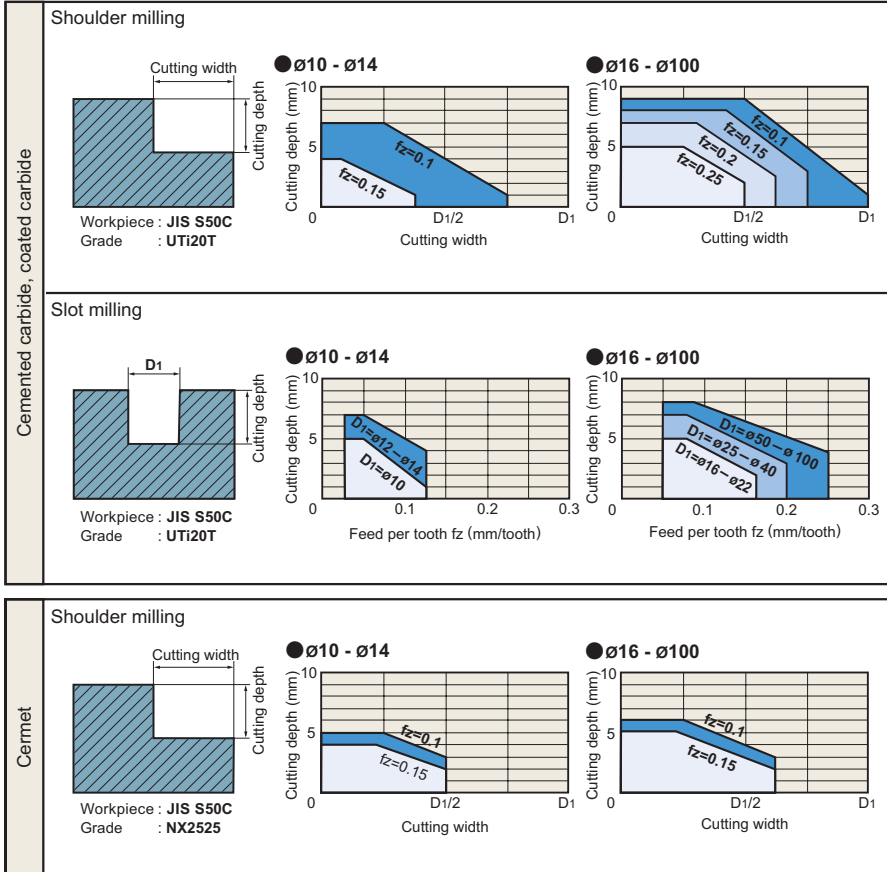 Cemented carbide, coated carbide
Shoulder milling
Cutting width
Cutting depth
Workpiece : JIS S50C
Grade : UTi20T
●ø10 - ø14
Cutting depth (mm)
10
5
0
fz=0.1
fz=0.15
D1/2
D1
Cutting width
●ø16 - ø100
Cutting depth (mm)
10
5
0
fz=0.1
fz=0.15
fz=0.2
fz=0.25
D1/2
D1
Cutting width
Slot milling
D1
Cutting depth
Workpiece : JIS S50C
Grade : UTi20T
●ø10 - ø14
Cutting depth (mm)
10
5
0
D1=ø12–ø14
D1=ø10
0.1
0.2
0.3
Feed per tooth fz (mm/tooth)
●ø16 - ø100
Cutting depth (mm)
10
5
0
D1=ø50–ø100
D1=ø25–ø40
D1=ø16–ø22
0.1
0.2
0.3
Feed per tooth fz (mm/tooth)
Cermet
Shoulder milling
Cutting width
Cutting depth
Workpiece : JIS S50C
Grade : NX2525
●ø10 - ø14
Cutting depth (mm)
10
5
0
fz=0.1
fz=0.15
D1/2
D1
Cutting width
●ø16 - ø100
Cutting depth (mm)
10
5
0
fz=0.1
fz=0.15
D1/2
D1
Cutting width